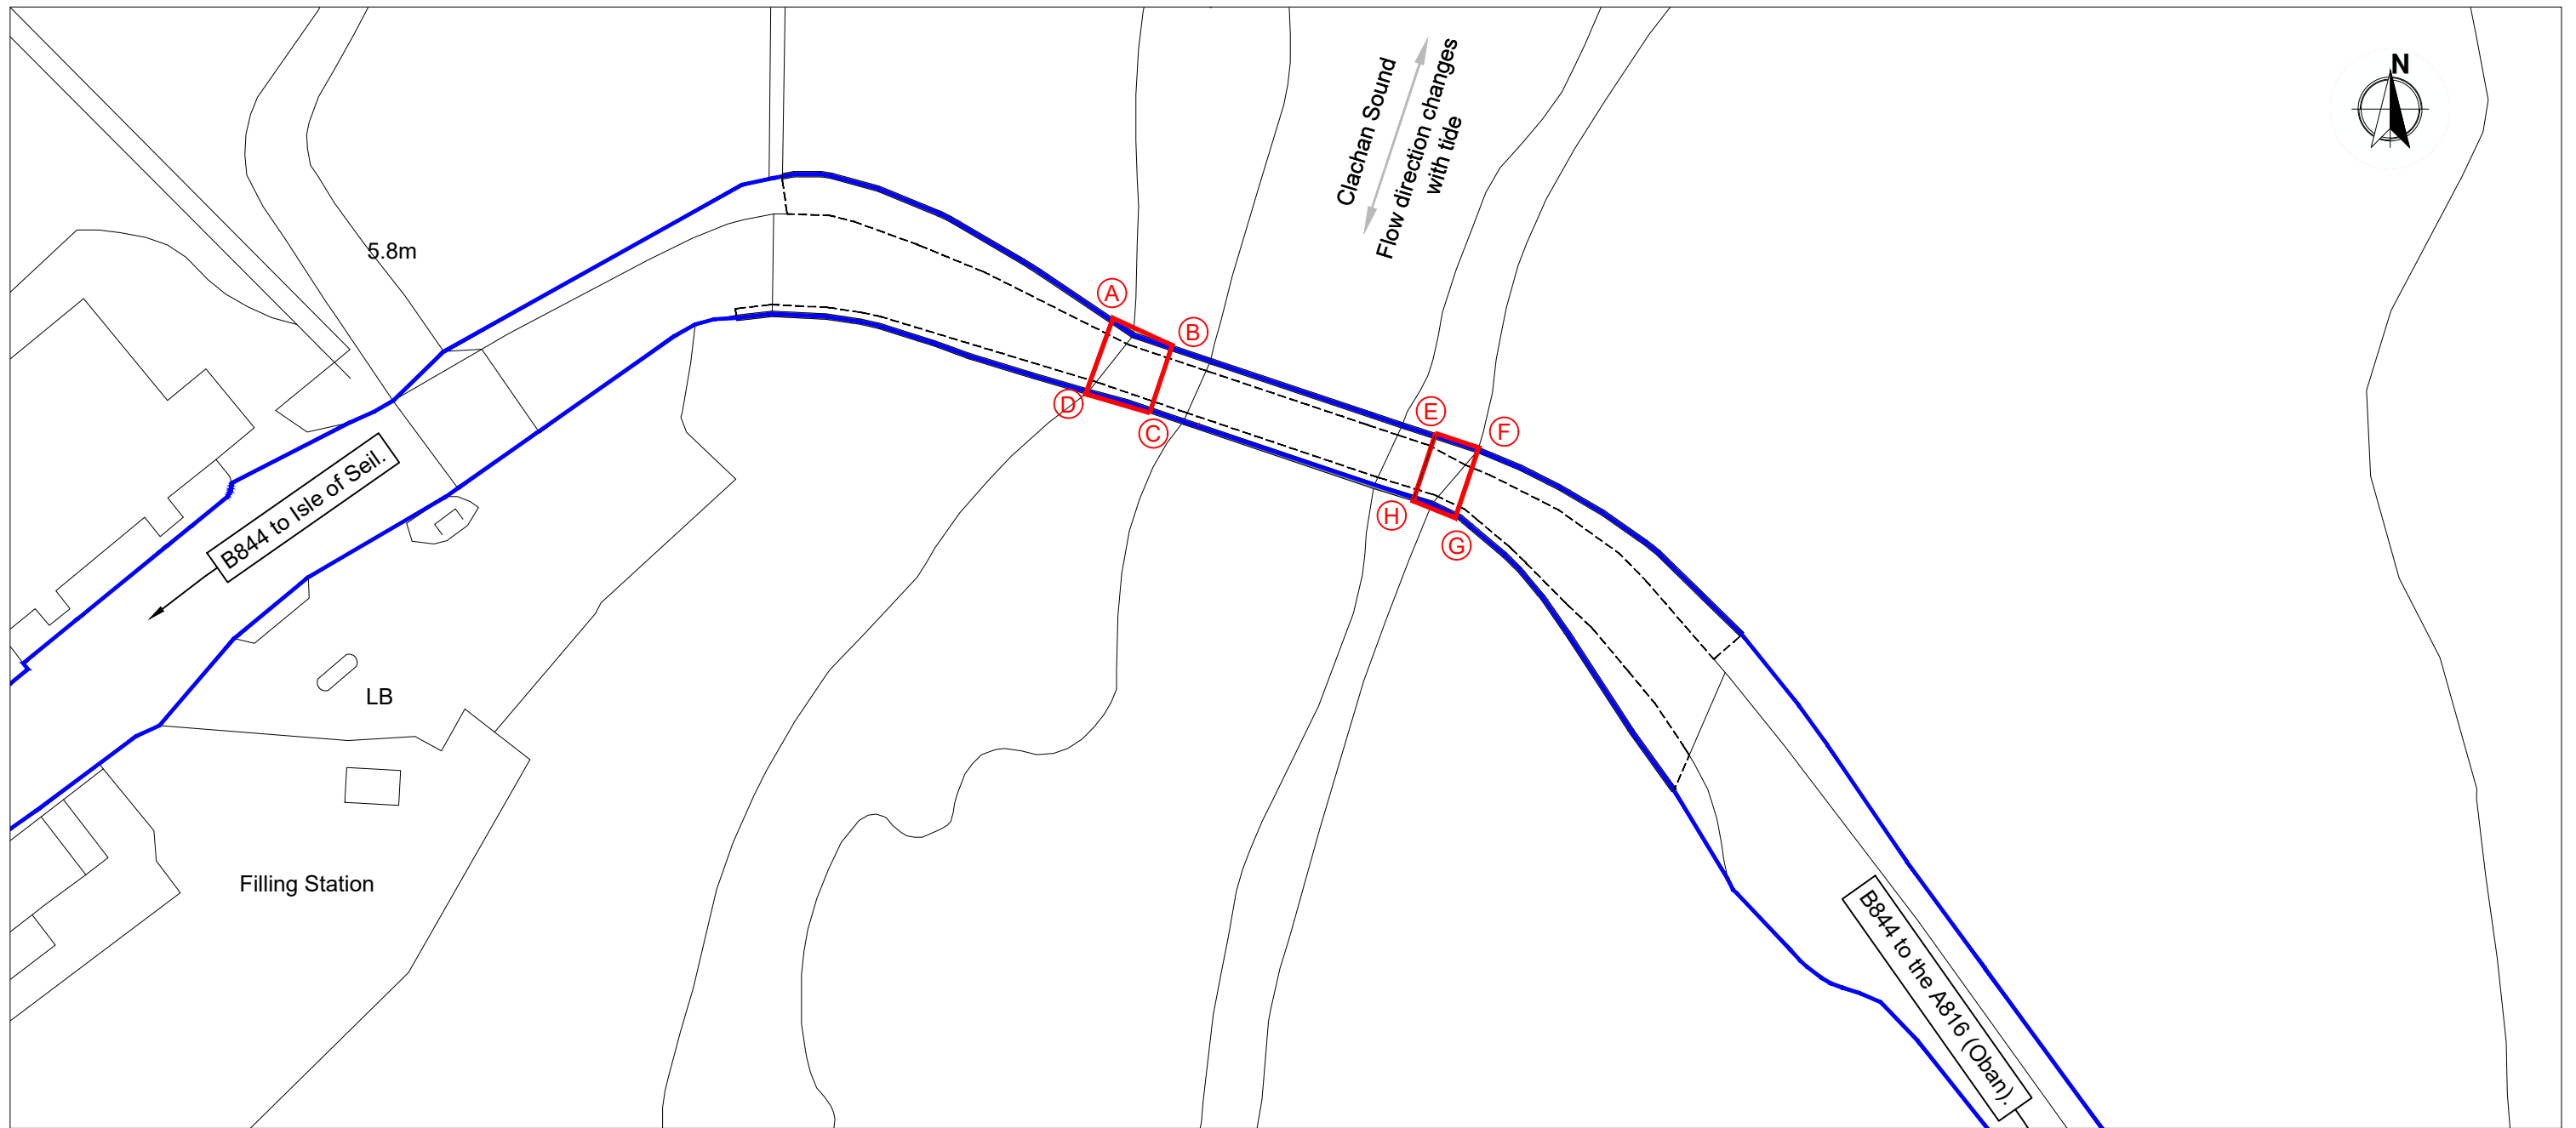 N
Clachan Sound
Flow direction changes
with tide
5.8m
A
B
D
C
E
F
H
G
B844 to Isle of Seil.
LB
Filling Station
B844 to the A816 (Oban).